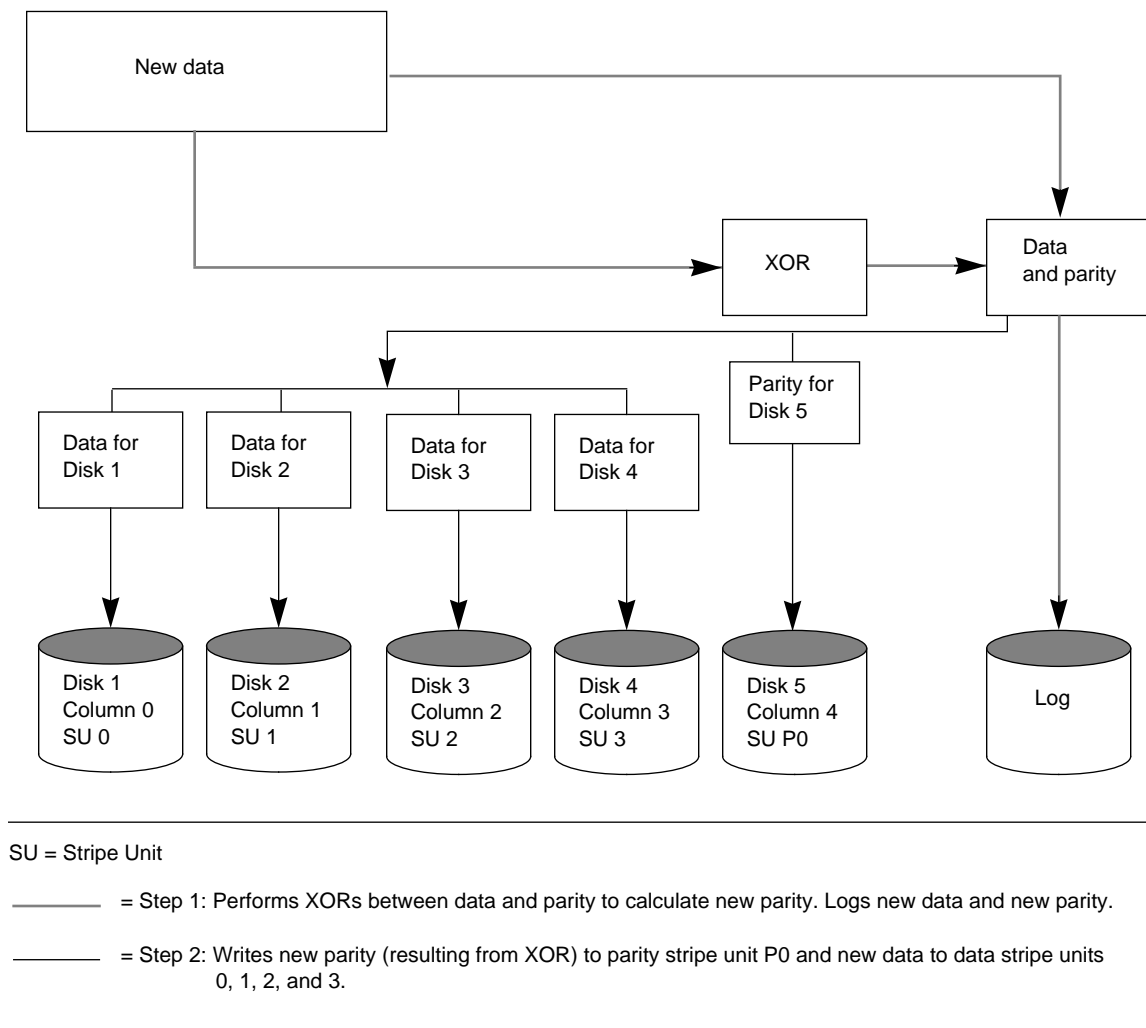 New data
XOR
Data
and parity
Parity for
Disk 5
Data for
Disk 1
Data for
Disk 2
Data for
Disk 3
Data for
Disk 4
Disk 1
Column 0
SU 0
Disk 2
Column 1
SU 1
Disk 3
Column 2
SU 2
Disk 4
Column 3
SU 3
Disk 5
Column 4
SU P0
Log
SU = Stripe Unit
= Step 1: Performs XORs between data and parity to calculate new parity. Logs new data and new parity.
= Step 2: Writes new parity (resulting from XOR) to parity stripe unit P0 and new data to data stripe units
0, 1, 2, and 3.